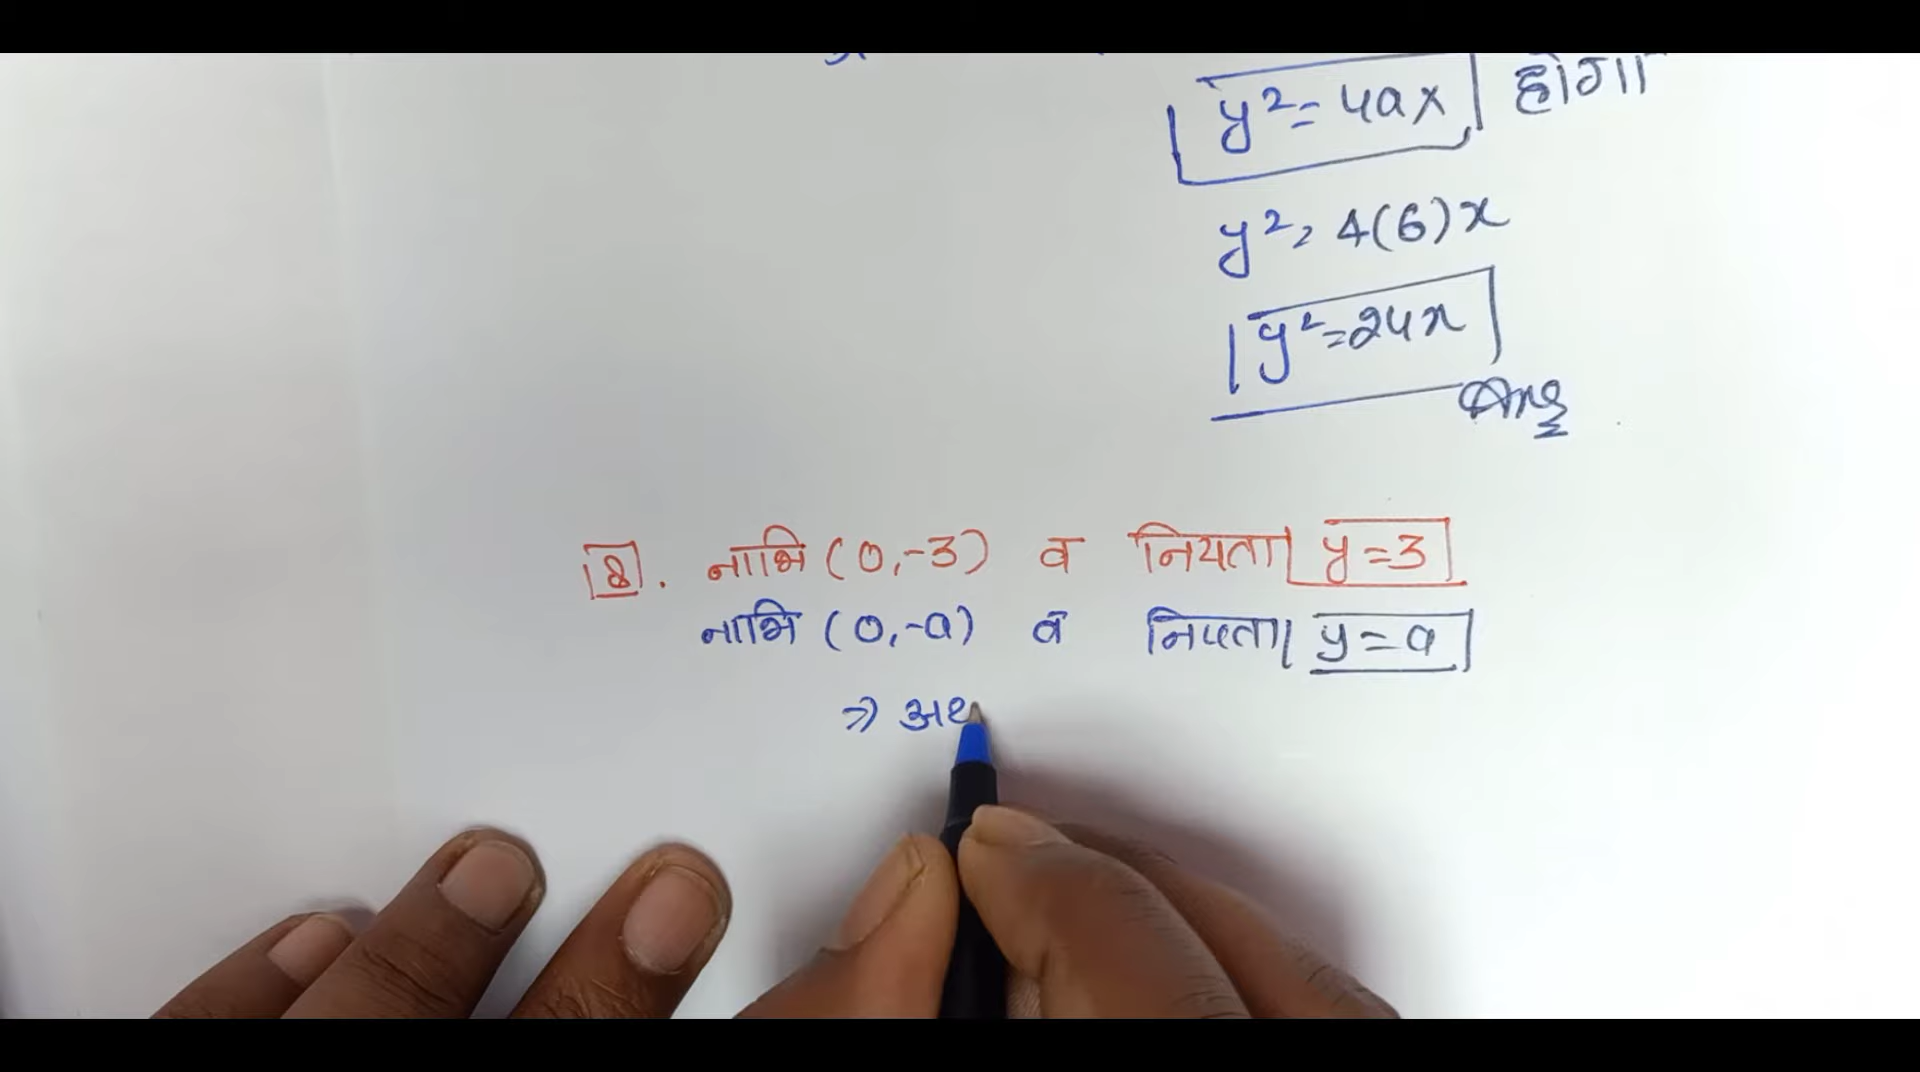 y²=4ax होगा
y²=4(6)x
y²=24x
Ans
8. नाभि (0,-3) व नियता y=3
नाभि (0,-a) व नियता y=a
⇒ अथ